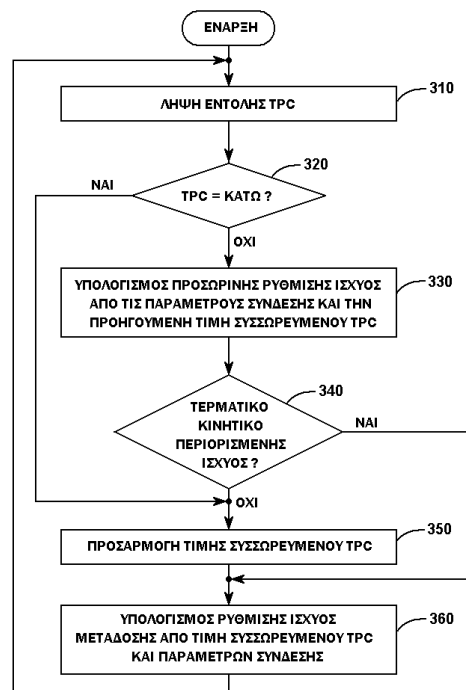 ΕΝΑΡΞΗ
310
ΛΗΨΗ ΕΝΤΟΛΗΣ TPC
320
ΝΑΙ
TPC = ΚΑΤΩ ?
ΟΧΙ
330
ΥΠΟΛΟΓΙΣΜΟΣ ΠΡΟΣΩΡΙΝΗΣ ΡΥΘΜΙΣΗΣ ΙΣΧΥΟΣ
ΑΠΟ ΤΙΣ ΠΑΡΑΜΕΤΡΟΥΣ ΣΥΝΔΕΣΗΣ ΚΑΙ ΤΗΝ
ΠΡΟΗΓΟΥΜΕΝΗ ΤΙΜΗ ΣΥΣΣΩΡΕΥΜΕΝΟΥ TPC
340
ΤΕΡΜΑΤΙΚΟ
ΚΙΝΗΤΙΚΟ
ΠΕΡΙΟΡΙΣΜΕΝΗΣ
ΙΣΧΥΟΣ ?
ΝΑΙ
ΟΧΙ
350
ΠΡΟΣΑΡΜΟΓΗ ΤΙΜΗΣ ΣΥΣΣΩΡΕΥΜΕΝΟΥ TPC
360
ΥΠΟΛΟΓΙΣΜΟΣ ΡΥΘΜΙΣΗΣ ΙΣΧΥΟΣ
ΜΕΤΑΔΟΣΗΣ ΑΠΟ ΤΙΜΗ ΣΥΣΣΩΡΕΥΜΕΝΟΥ TPC
ΚΑΙ ΠΑΡΑΜΕΤΡΩΝ ΣΥΝΔΕΣΗΣ